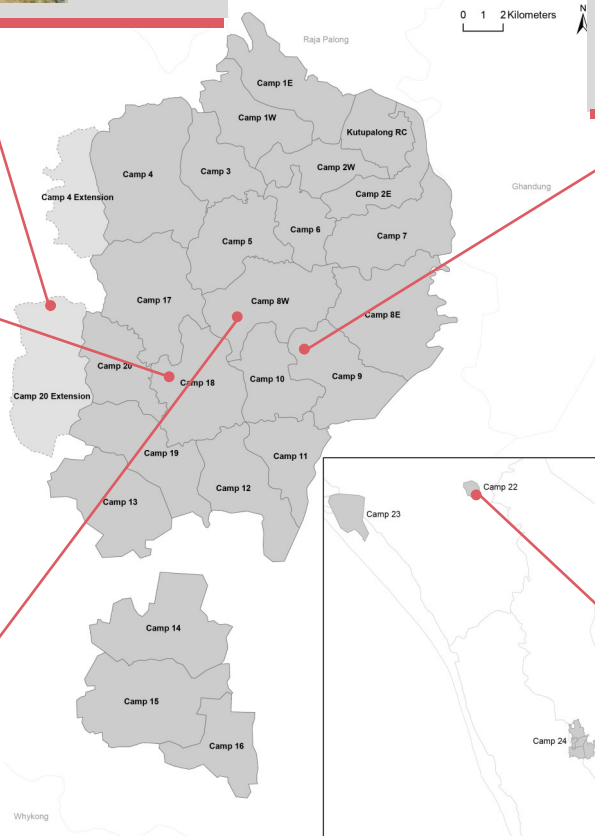 0 1 2 Kilometers
N
Raja Palong
Camp 1E
Camp 1W
Kutupalong RC
Camp 4
Camp 3
Camp 2W
Camp 2E
Ghandung
Camp 4 Extension
Camp 5
Camp 6
Camp 7
Camp 17
Camp 8W
Camp 8E
Camp 20
Camp 18
Camp 10
Camp 9
Camp 20 Extension
Camp 19
Camp 11
Camp 12
Camp 13
Camp 22
Camp 23
Camp 14
Camp 15
Camp 16
Camp 24
Whykong